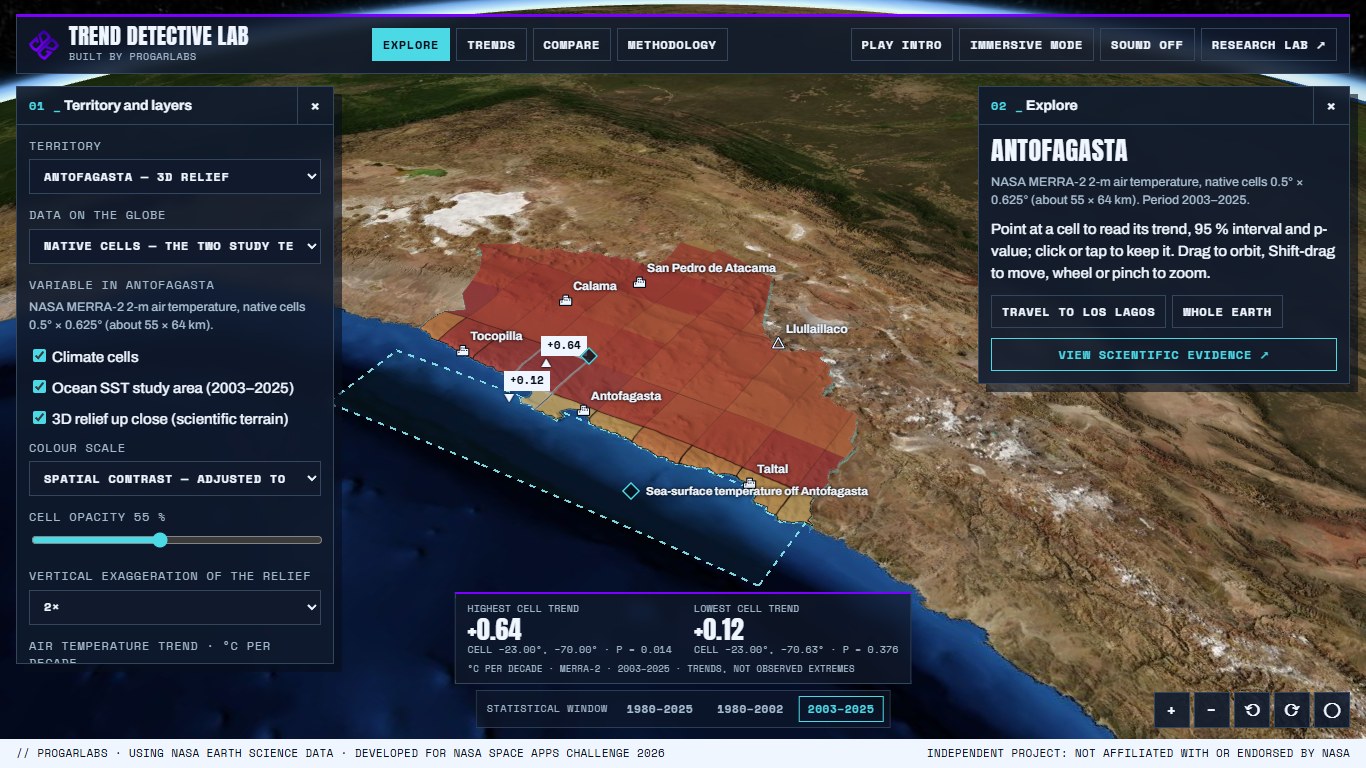 TREND DETECTIVE LAB
BUILT BY PROGARLABS
EXPLORE
TRENDS
COMPARE
METHODOLOGY
PLAY INTRO
IMMERSIVE MODE
SOUND OFF
RESEARCH LAB ↗
01 _ Territory and layers
×
TERRITORY
ANTOFAGASTA — 3D RELIEF
DATA ON THE GLOBE
NATIVE CELLS — THE TWO STUDY TE
VARIABLE IN ANTOFAGASTA
NASA MERRA-2 2-m air temperature, native cells
0.5° × 0.625° (about 55 × 64 km).
Climate cells
Ocean SST study area (2003–2025)
3D relief up close (scientific terrain)
COLOUR SCALE
SPATIAL CONTRAST — ADJUSTED TO
CELL OPACITY 55 %
VERTICAL EXAGGERATION OF THE RELIEF
2×
AIR TEMPERATURE TREND · °C PER
DECADE
San Pedro de Atacama
Calama
Llullaillaco
Tocopilla
+0.64
+0.12
Antofagasta
Taltal
Sea-surface temperature off Antofagasta
02 _ Explore
×
ANTOFAGASTA
NASA MERRA-2 2-m air temperature, native cells 0.5° ×
0.625° (about 55 × 64 km). Period 2003–2025.
Point at a cell to read its trend, 95 % interval and p-
value; click or tap to keep it. Drag to orbit, Shift-drag
to move, wheel or pinch to zoom.
TRAVEL TO LOS LAGOS
WHOLE EARTH
VIEW SCIENTIFIC EVIDENCE ↗
HIGHEST CELL TREND
+0.64
CELL −23.00°, −70.00° · P = 0.014
LOWEST CELL TREND
+0.12
CELL −23.00°, −70.63° · P = 0.376
°C PER DECADE · MERRA-2 · 2003–2025 · TRENDS, NOT OBSERVED EXTREMES
STATISTICAL WINDOW
1980–2025
1980–2002
2003–2025
+
−
// PROGARLABS · USING NASA EARTH SCIENCE DATA · DEVELOPED FOR NASA SPACE APPS CHALLENGE 2026
INDEPENDENT PROJECT: NOT AFFILIATED WITH OR ENDORSED BY NASA